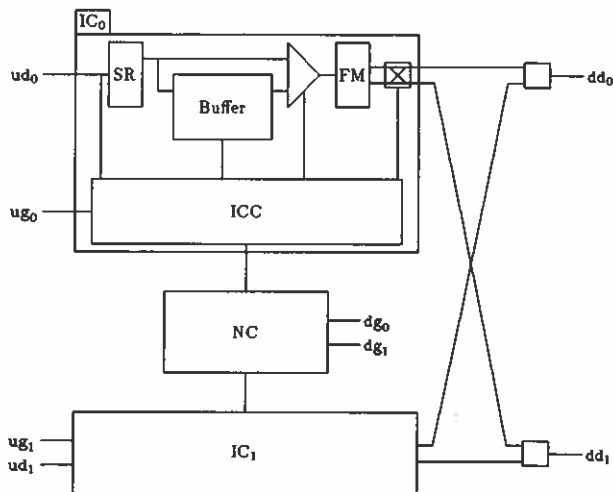 IC₀
ud₀
SR
FM
dd₀
Buffer
ug₀
ICC
dg₀
NC
dg₁
ug₁
IC₁
ud₁
dd₁